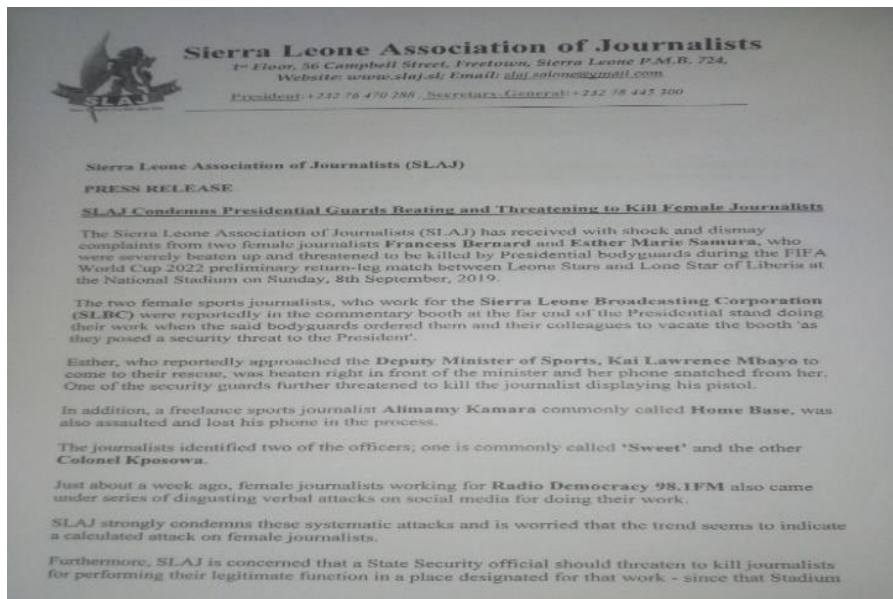 Sierra Leone Association of Journalists
1st Floor, 56 Campbell Street, Freetown, Sierra Leone P.M.B. 724,
Website: www.slaj.sl; Email: slaj.salone@gmail.com
President: +232 76 470 288, Secretary-General: +232 78 445 500
SLAJ
Sierra Leone Association of Journalists (SLAJ)
PRESS RELEASE
SLAJ Condemns Presidential Guards Beating and Threatening to Kill Female Journalists
The Sierra Leone Association of Journalists (SLAJ) has received with shock and dismay
complaints from two female journalists Francess Bernard and Esther Marie Samura, who
were severely beaten up and threatened to be killed by Presidential bodyguards during the FIFA
World Cup 2022 preliminary return-leg match between Leone Stars and Lone Star of Liberia at
the National Stadium on Sunday, 8th September, 2019.
The two female sports journalists, who work for the Sierra Leone Broadcasting Corporation
(SLBC) were reportedly in the commentary booth at the far end of the Presidential stand doing
their work when the said bodyguards ordered them and their colleagues to vacate the booth 'as
they posed a security threat to the President'.
Esther, who reportedly approached the Deputy Minister of Sports, Kai Lawrence Mbayo to
come to their rescue, was beaten right in front of the minister and her phone snatched from her.
One of the security guards further threatened to kill the journalist displaying his pistol.
In addition, a freelance sports journalist Alimamy Kamara commonly called Home Base, was
also assaulted and lost his phone in the process.
The journalists identified two of the officers; one is commonly called 'Sweet' and the other
Colonel Kposowa.
Just about a week ago, female journalists working for Radio Democracy 98.1FM also came
under series of disgusting verbal attacks on social media for doing their work.
SLAJ strongly condemns these systematic attacks and is worried that the trend seems to indicate
a calculated attack on female journalists.
Furthermore, SLAJ is concerned that a State Security official should threaten to kill journalists
for performing their legitimate function in a place designated for that work - since that Stadium